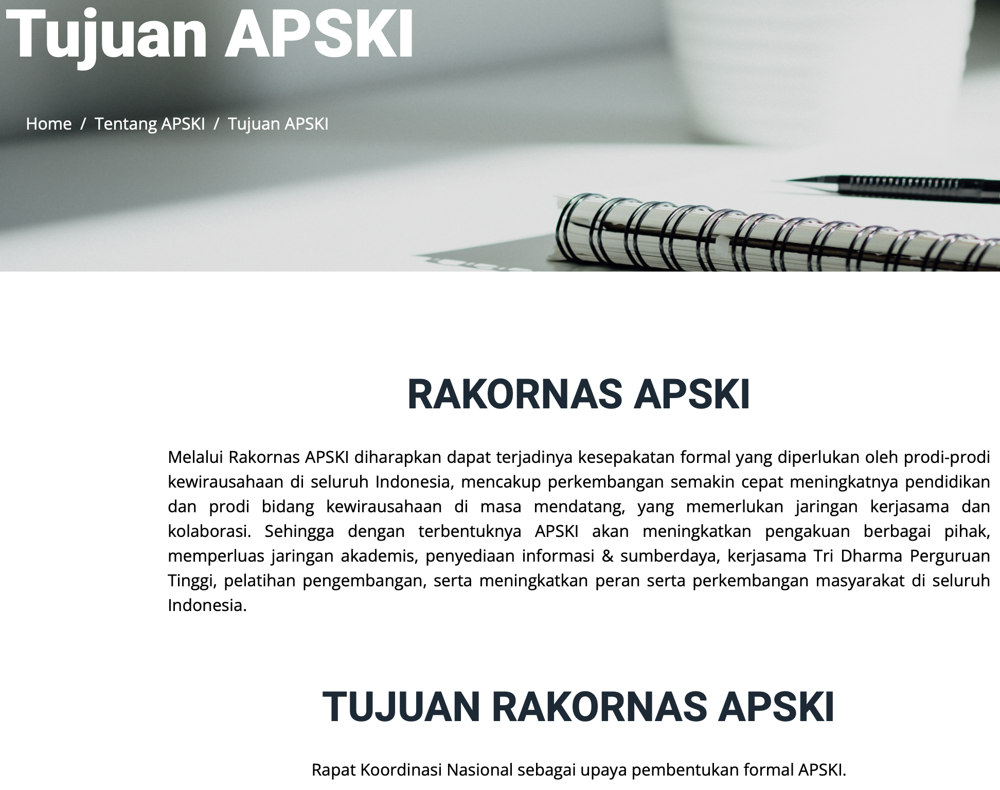 Tujuan APSKI
Home / Tentang APSKI / Tujuan APSKI
RAKORNAS APSKI
Melalui Rakornas APSKI diharapkan dapat terjadinya kesepakatan formal yang diperlukan oleh prodi-prodi
kewirausahaan di seluruh Indonesia, mencakup perkembangan semakin cepat meningkatnya pendidikan
dan prodi bidang kewirausahaan di masa mendatang, yang memerlukan jaringan kerjasama dan
kolaborasi. Sehingga dengan terbentuknya APSKI akan meningkatkan pengakuan berbagai pihak,
memperluas jaringan akademis, penyediaan informasi & sumberdaya, kerjasama Tri Dharma Perguruan
Tinggi, pelatihan pengembangan, serta meningkatkan peran serta perkembangan masyarakat di seluruh
Indonesia.
TUJUAN RAKORNAS APSKI
Rapat Koordinasi Nasional sebagai upaya pembentukan formal APSKI.